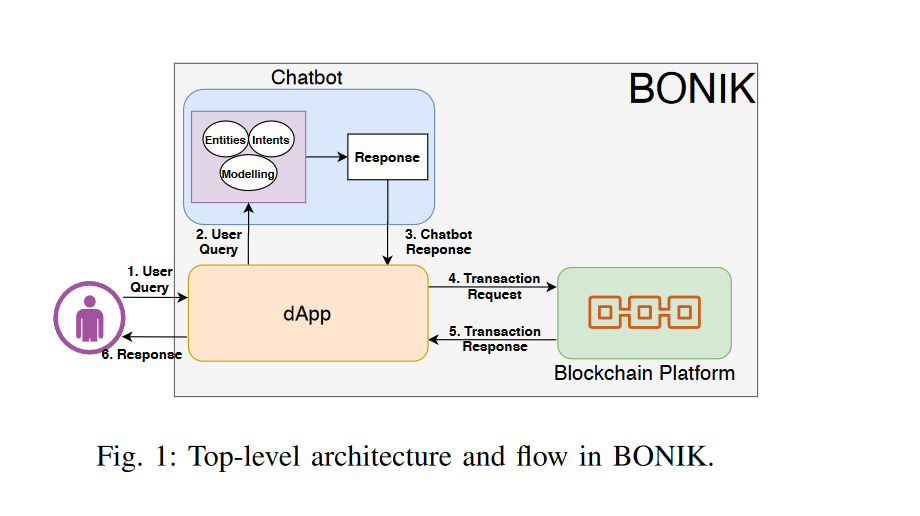 Chatbot
BONIK
Entities
Intents
Modelling
Response
2. User
Query
3. Chatbot
Response
1. User
Query
dApp
4. Transaction
Request
5. Transaction
Response
6. Response
Blockchain Platform
Fig. 1: Top-level architecture and flow in BONIK.